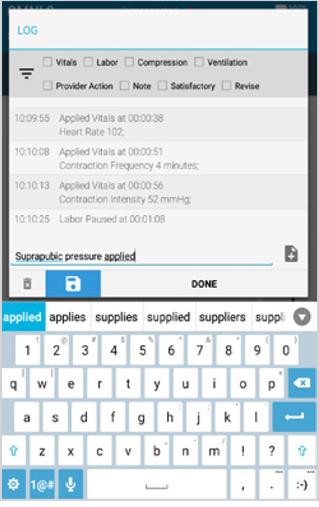 LOG
Vitals Labor Compression Ventilation
Provider Action Note Satisfactory Revise
10:09:55 Applied Vitals at 00:00:38
Heart Rate 102;
10:10:08 Applied Vitals at 00:00:51
Contraction Frequency 4 minutes;
10:10:13 Applied Vitals at 00:00:56
Contraction Intensity 52 mmHg;
10:10:25 Labor Paused at 00:01:08
Suprapubic pressure applied
DONE
applied applies supplies supplied suppliers suppl
1 2 3 4 5 6 7 8 9 0
q w e r t y u i o p
a s d f g h j k l
z x c v b n m ! ?
1@# , . :-)